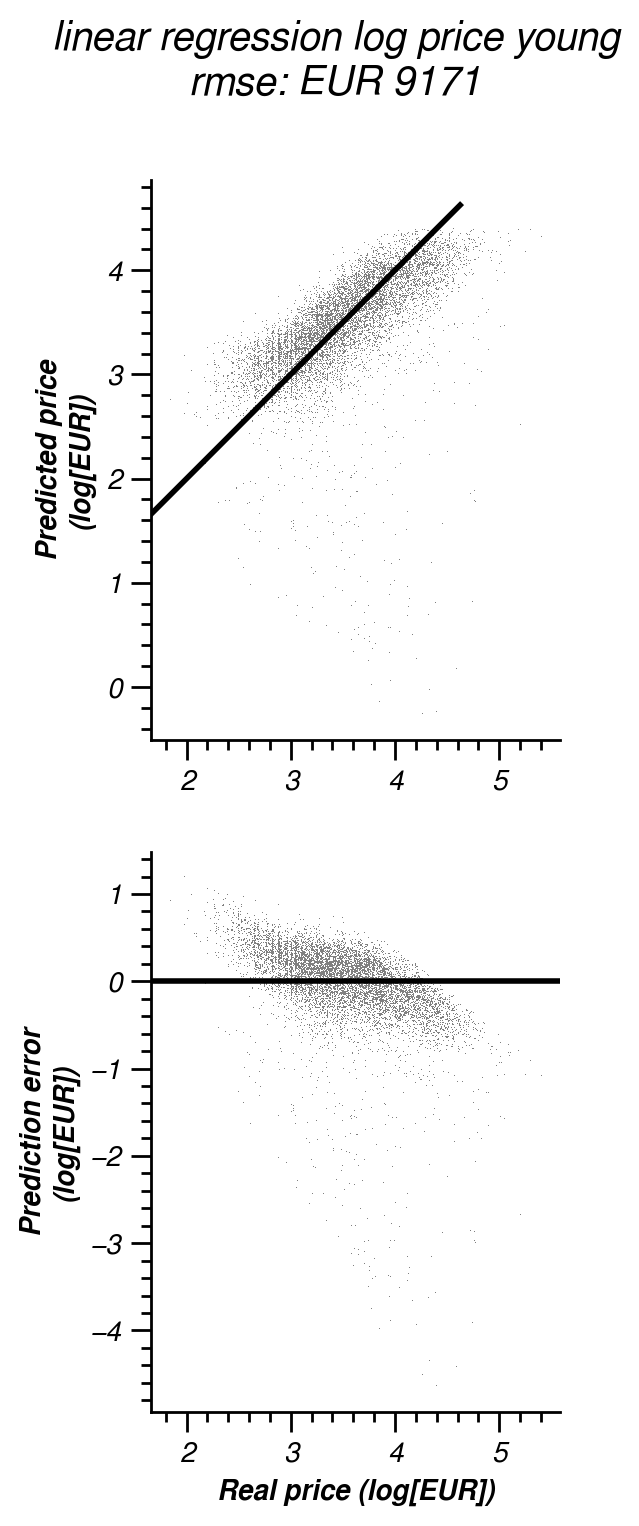 linear regression log price young
rmse: EUR 9171
Predicted price
(log[EUR])
4
3
2
1
0
2 3 4 5
Prediction error
(log[EUR])
1
0
−1
−2
−3
−4
2 3 4 5
Real price (log[EUR])